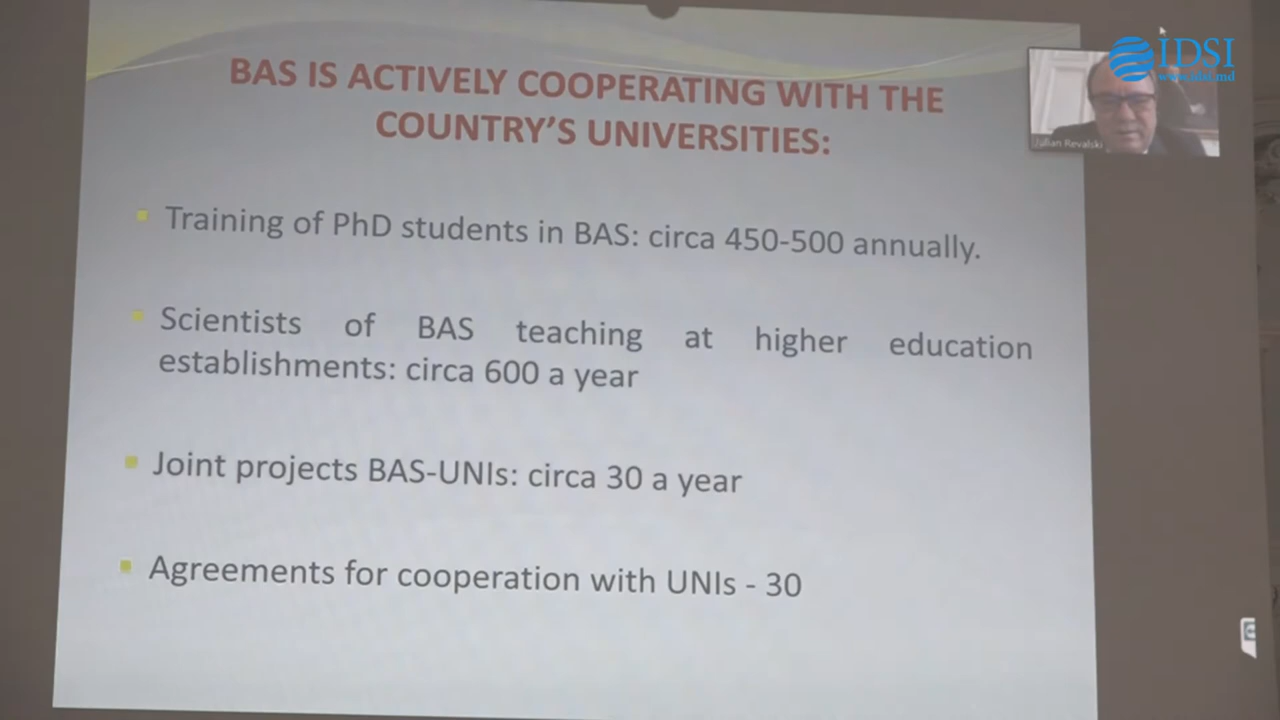 BAS IS ACTIVELY COOPERATING WITH THE
COUNTRY'S UNIVERSITIES:
Training of PhD students in BAS: circa 450-500 annually.
Scientists of BAS teaching at higher education
establishments: circa 600 a year
Joint projects BAS-UNIs: circa 30 a year
Agreements for cooperation with UNIs - 30
IDSI
www.idsi.md
Julian Revalski